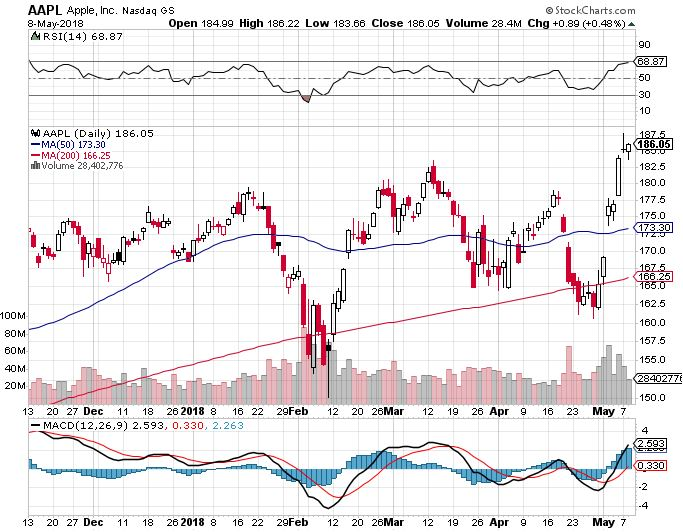 AAPL Apple, Inc. Nasdaq GS © StockCharts.com
8-May-2018 Open 184.99 High 186.22 Low 183.66 Close 186.05 Volume 28.4M Chg +0.89 (+0.48%)
RSI(14) 68.87
90
68.87
50
30
10
AAPL (Daily) 186.05
MA(50) 173.30
MA(200) 166.25
Volume 28,402,776
187.5
186.05
185.0
182.5
180.0
177.5
175.0
173.30
172.5
170.0
167.5
166.25
165.0
162.5
160.0
157.5
155.0
28402776
150.0
100M
80M
60M
40M
20M
13 20 27 Dec 11 18 26 2018 8 16 22 29 Feb 12 20 26 Mar 12 19 26 Apr 9 16 23 May 7
MACD(12,26,9) 2.593, 0.330, 2.263
4
2.593
0.330
-2
-4
13 20 27 Dec 11 18 26 2018 8 16 22 29 Feb 12 20 26 Mar 12 19 26 Apr 9 16 23 May 7